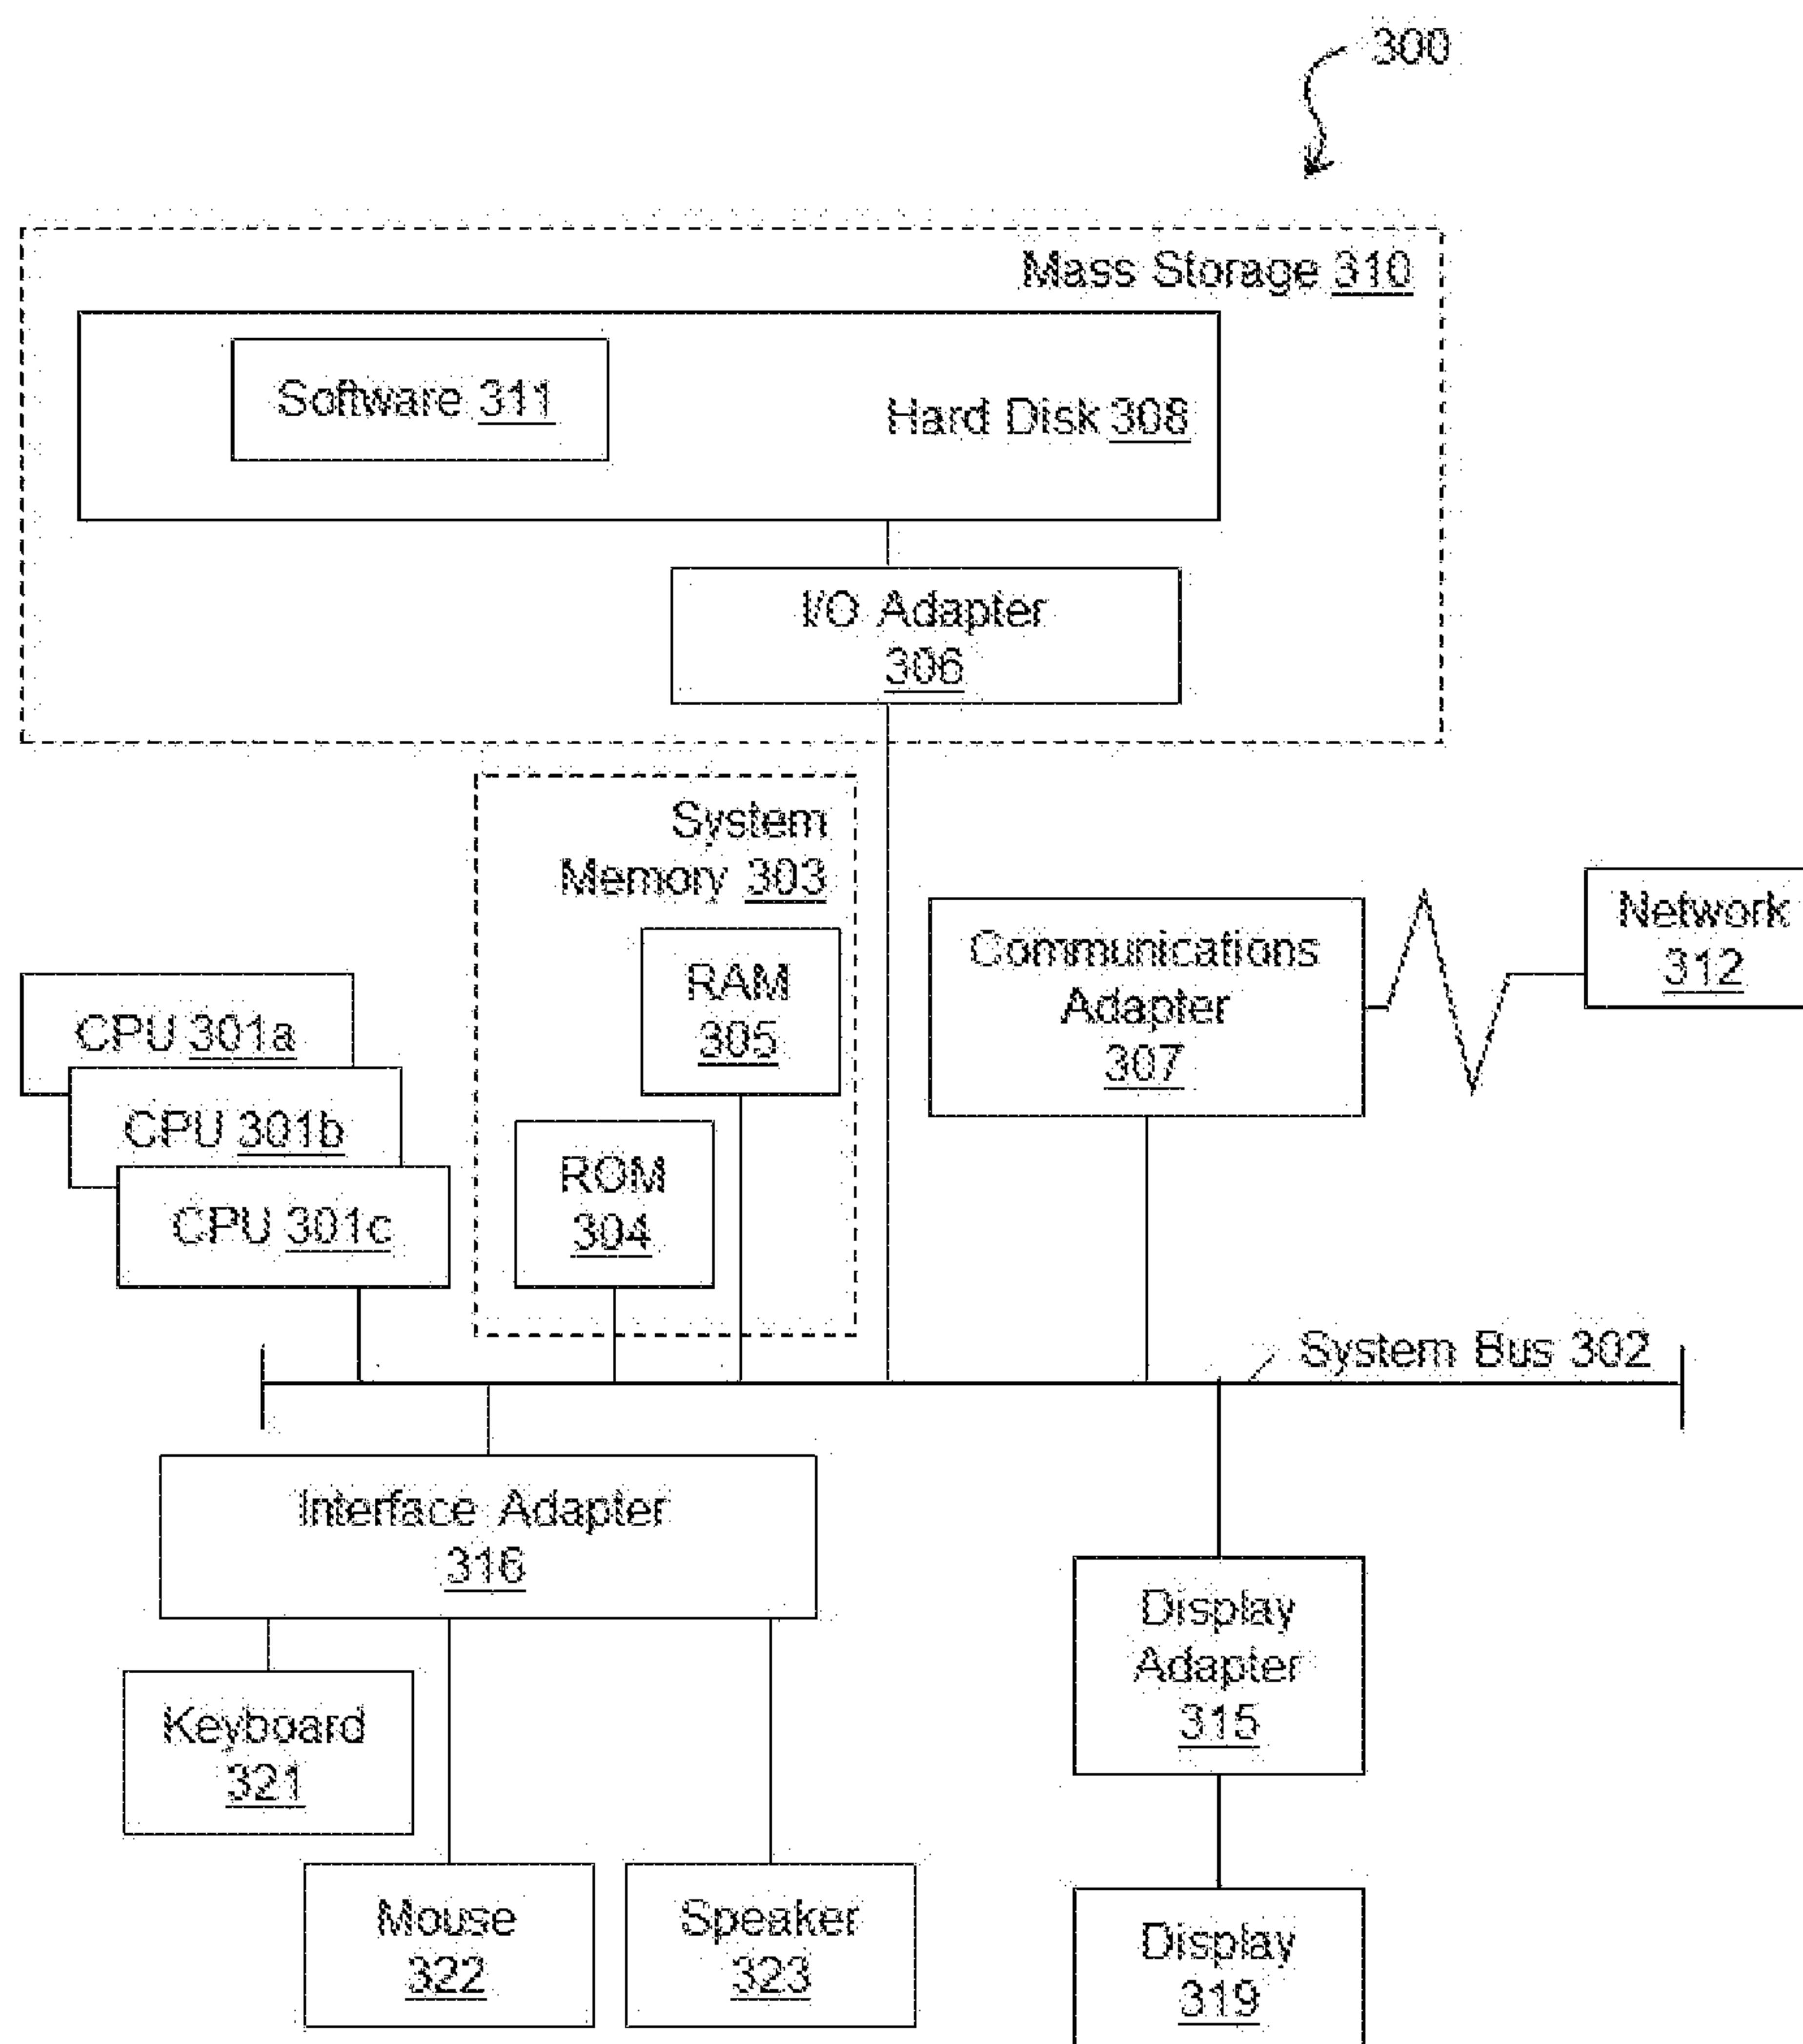 300
Mass Storage 310
Software 311
Hard Disk 308
I/O Adapter
306
System
Memory 303
RAM
305
ROM
304
Communications
Adapter
307
Network
312
CPU 301a
CPU 301b
CPU 301c
System Bus 302
Interface Adapter
316
Keyboard
321
Mouse
322
Speaker
323
Display
Adapter
315
Display
319